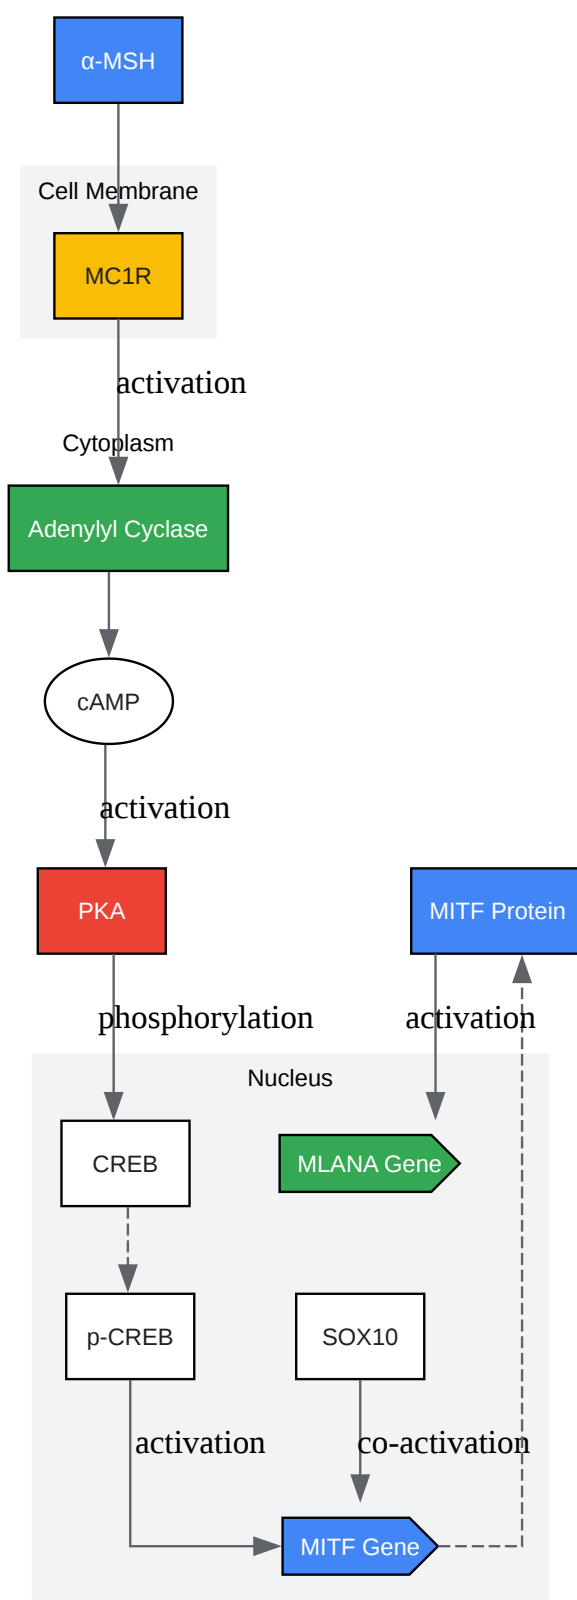 α-MSH
Cell Membrane
MC1R
activation
Cytoplasm
Adenylyl Cyclase
cAMP
activation
PKA
MITF Protein
phosphorylation
activation
Nucleus
CREB
MLANA Gene
p-CREB
SOX10
activation
co-activation
MITF Gene